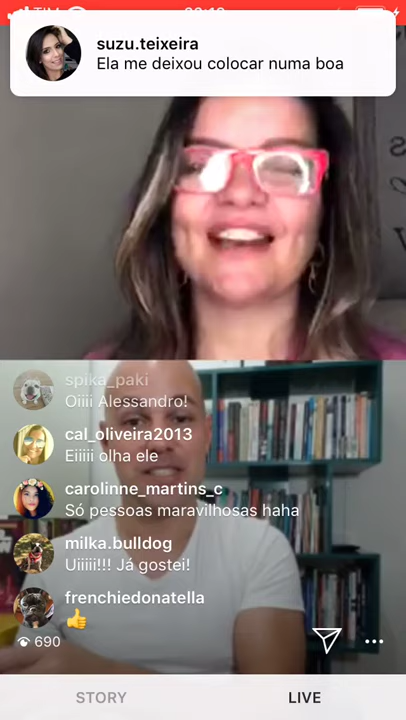 suzu.teixeira
Ela me deixou colocar numa boa
spika_paki
Oiiii Alessandro!
cal_oliveira2013
Eiiiii olha ele
carolinne_martins_c
Só pessoas maravilhosas haha
milka.bulldog
Uiiiii!!! Já gostei!
frenchiedonatella
👍
690
STORY
LIVE